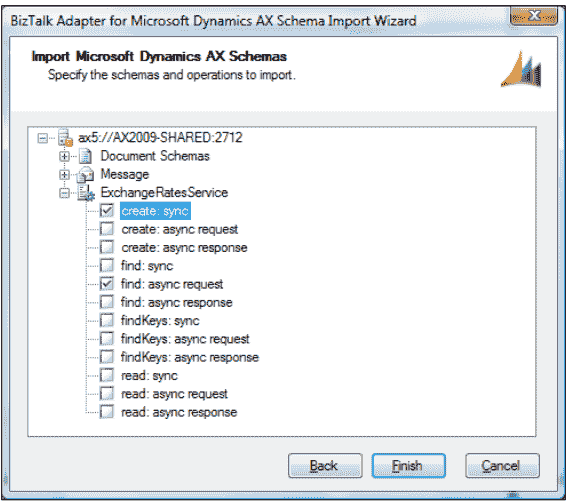 BizTalk Adapter for Microsoft Dynamics AX Schema Import Wizard
Import Microsoft Dynamics AX Schemas
Specify the schemas and operations to import.
ax5://AX2009-SHARED:2712
Document Schemas
Message
ExchangeRatesService
create: sync
create: async request
create: async response
find: sync
find: async request
find: async response
findKeys: sync
findKeys: async request
findKeys: async response
read: sync
read: async request
read: async response
Back Finish Cancel